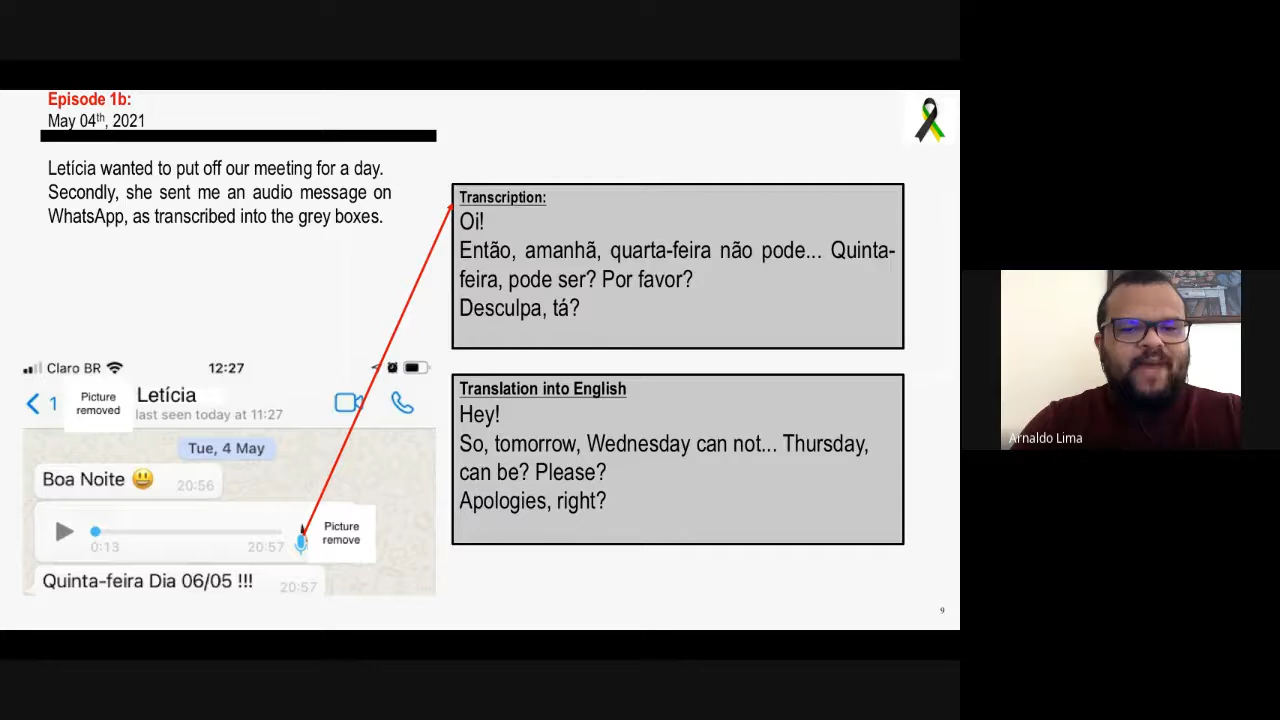 Episode 1b:
May 04th, 2021
Letícia wanted to put off our meeting for a day.
Secondly, she sent me an audio message on
WhatsApp, as transcribed into the grey boxes.
Transcription:
Oi!
Então, amanhã, quarta-feira não pode... Quinta-
feira, pode ser? Por favor?
Desculpa, tá?
Translation into English
Hey!
So, tomorrow, Wednesday can not... Thursday,
can be? Please?
Apologies, right?
Claro BR 12:27
1 Picture removed Letícia
last seen today at 11:27
Tue, 4 May
Boa Noite 😃 20:56
0:13 20:57
Picture
remove
Quinta-feira Dia 06/05 !!! 20:57
9
Arnaldo Lima